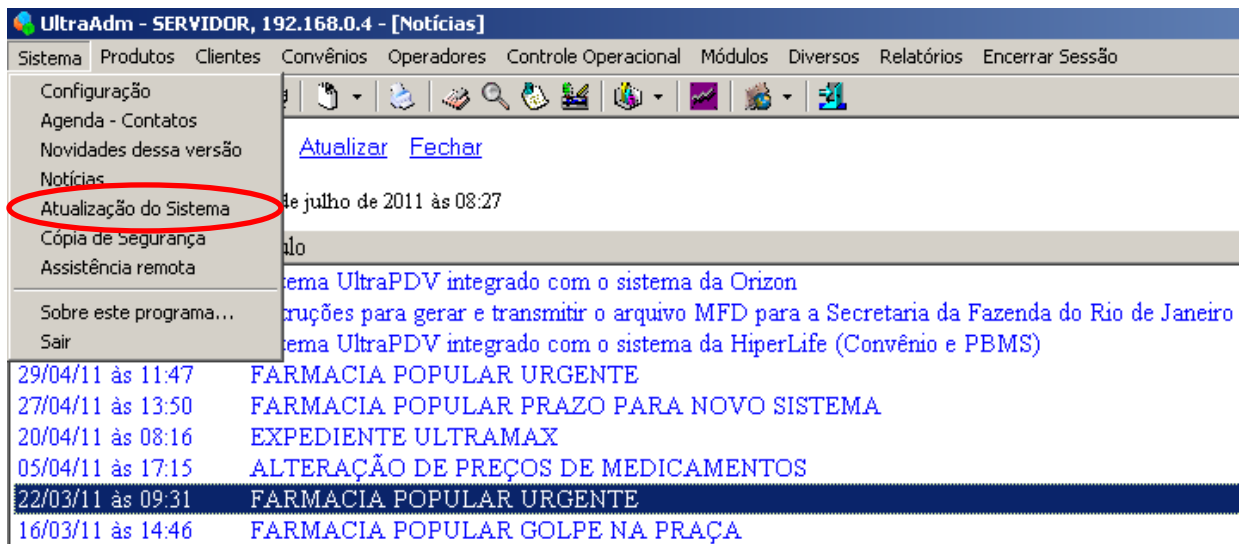 UltraAdm - SERVIDOR, 192.168.0.4 - [Notícias]
Sistema Produtos Clientes Convênios Operadores Controle Operacional Módulos Diversos Relatórios Encerrar Sessão
Configuração
Agenda - Contatos
Novidades dessa versão
Atualizar Fechar
Notícias
Atualização do Sistema
de julho de 2011 às 08:27
Cópia de Segurança
Assistência remota
UltraPDV integrado com o sistema da Orizon
Sobre este programa...
para gerar e transmitir o arquivo MFD para a Secretaria da Fazenda do Rio de Janeiro
Sair
UltraPDV integrado com o sistema da HiperLife (Convênio e PBMS)
29/04/11 às 11:47 FARMACIA POPULAR URGENTE
27/04/11 às 13:50 FARMACIA POPULAR PRAZO PARA NOVO SISTEMA
20/04/11 às 08:16 EXPEDIENTE ULTRAMAX
05/04/11 às 17:15 ALTERAÇÃO DE PREÇOS DE MEDICAMENTOS
22/03/11 às 09:31 FARMACIA POPULAR URGENTE
16/03/11 às 14:46 FARMACIA POPULAR GOLPE NA PRAÇA